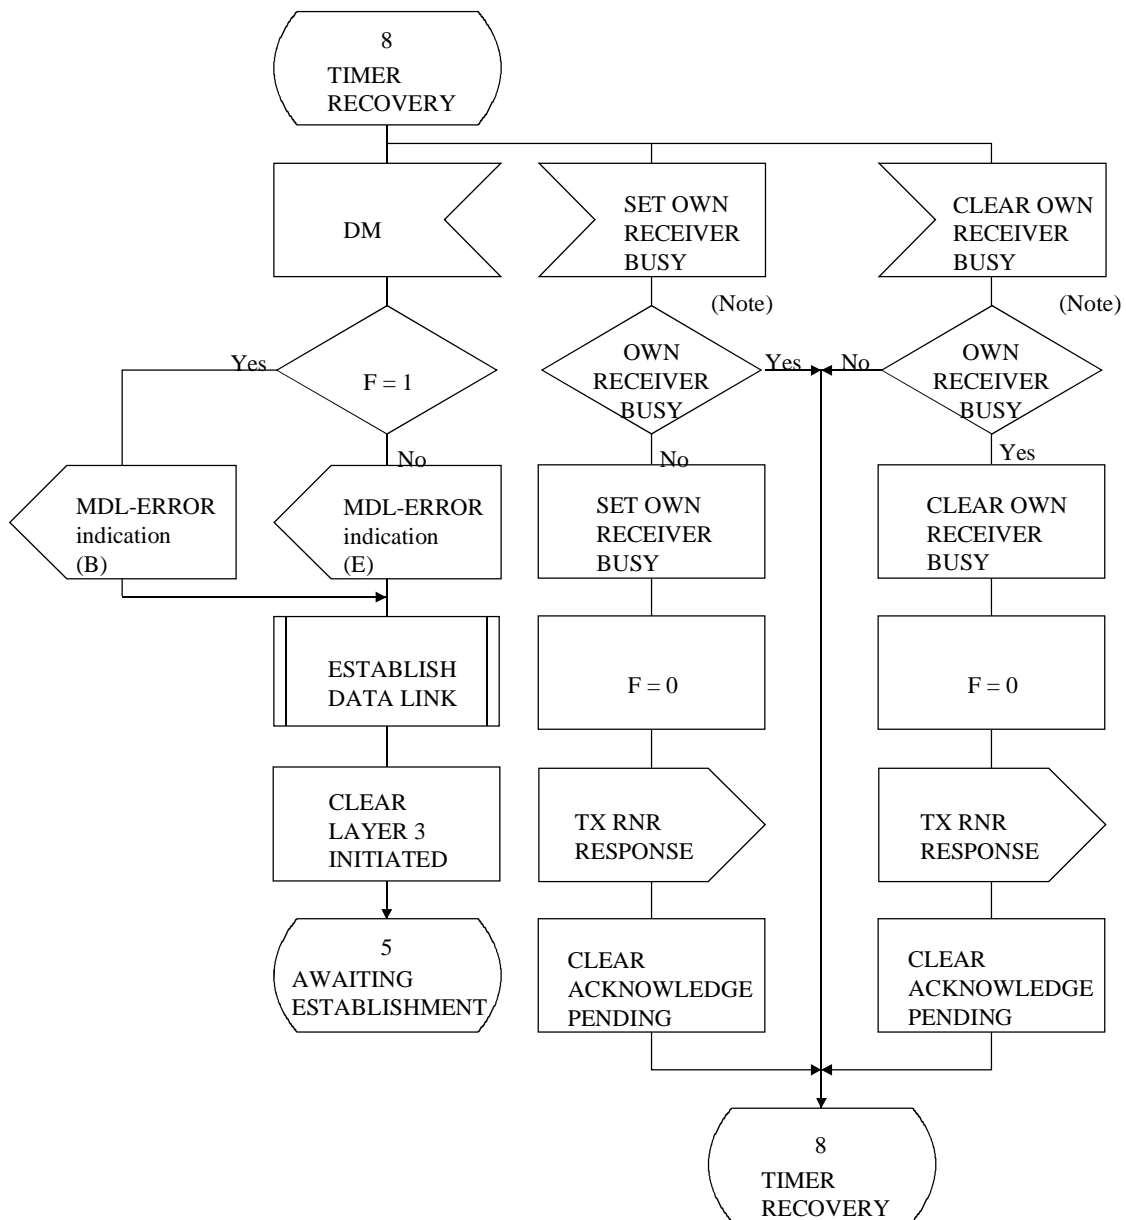 8
TIMER
RECOVERY
DM
SET OWN
RECEIVER
BUSY
CLEAR OWN
RECEIVER
BUSY
(Note)
(Note)
Yes
F = 1
No
OWN
RECEIVER
BUSY
Yes
No
No
OWN
RECEIVER
BUSY
Yes
MDL-ERROR
indication
(B)
MDL-ERROR
indication
(E)
SET OWN
RECEIVER
BUSY
CLEAR OWN
RECEIVER
BUSY
ESTABLISH
DATA LINK
F = 0
F = 0
CLEAR
LAYER 3
INITIATED
TX RNR
RESPONSE
TX RNR
RESPONSE
5
AWAITING
ESTABLISHMENT
CLEAR
ACKNOWLEDGE
PENDING
CLEAR
ACKNOWLEDGE
PENDING
8
TIMER
RECOVERY